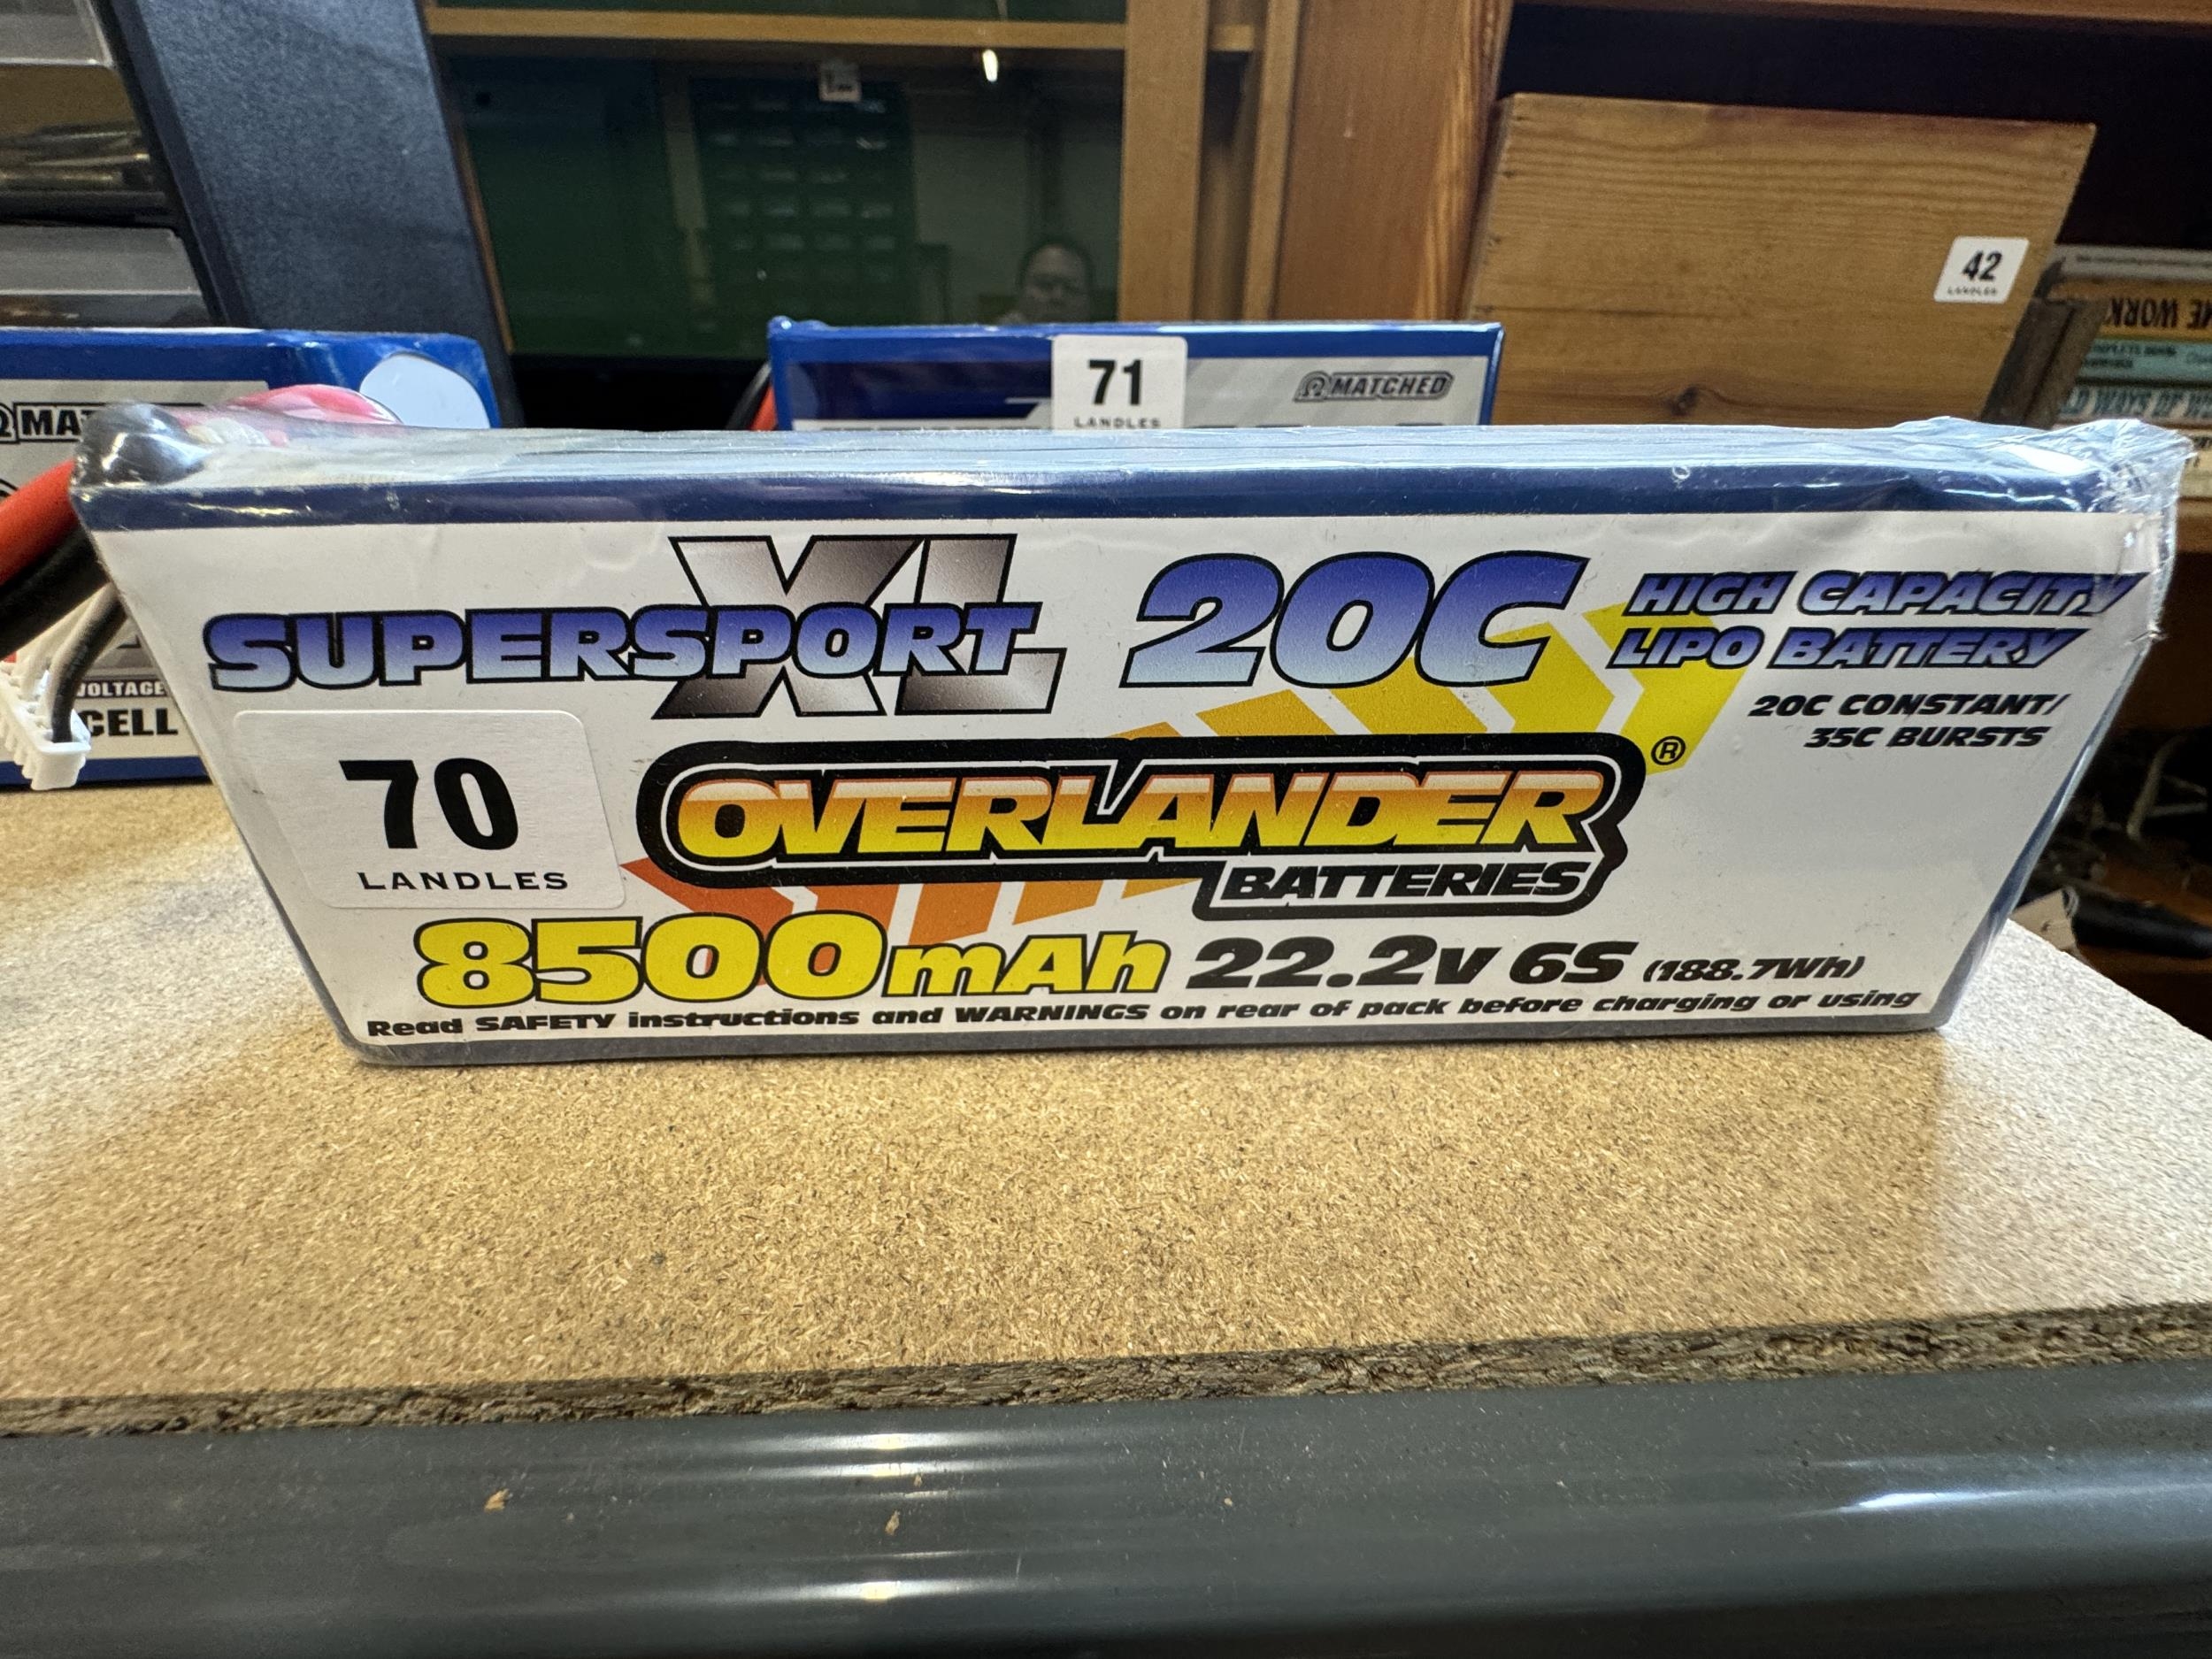 42
LANDLES
71
LANDLES
MATCHED
SUPERSPORT XL 20C
HIGH CAPACITY
LIPO BATTERY
20C CONSTANT/
35C BURSTS
VOLTAGE
CELL
70
LANDLES
OVERLANDER®
BATTERIES
8500mAh 22.2v 6S (188.7Wh)
Read SAFETY instructions and WARNINGS on rear of pack before charging or using